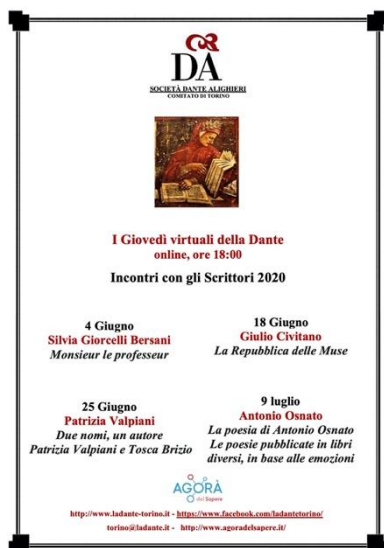 DA
SOCIETÀ DANTE ALIGHIERI
COMITATO DI TORINO
I Giovedì virtuali della Dante
online, ore 18:00
Incontri con gli Scrittori 2020
4 Giugno
Silvia Giorcelli Bersani
Monsieur le professeur
18 Giugno
Giulio Civitano
La Repubblica delle Muse
25 Giugno
Patrizia Valpiani
Due nomi, un autore
Patrizia Valpiani e Tosca Brizio
9 luglio
Antonio Osnato
La poesia di Antonio Osnato
Le poesie pubblicate in libri
diversi, in base alle emozioni
AGORÀ
del Sapere
http://www.ladante-torino.it - https://www.facebook.com/ladantetorino/
torino@ladante.it - http://www.agoradelsapere.it/